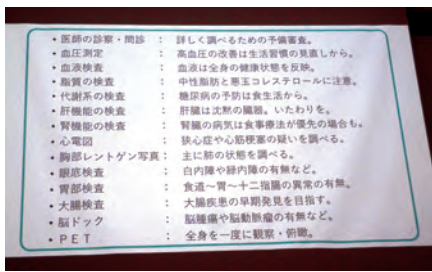 ・医師の診察・問診 ： 詳しく調べるための予備審査。
・血圧測定 ： 高血圧の改善は生活習慣の見直しから。
・血液検査 ： 血液は全身の健康状態を反映。
・脂質の検査 ： 中性脂肪と悪玉コレステロールに注意。
・代謝系の検査 ： 糖尿病の予防は食生活から。
・肝機能の検査 ： 肝臓は沈黙の臓器。いたわりを。
・腎機能の検査 ： 腎臓の病気は食事療法が優先の場合も。
・心電図 ： 狭心症や心筋梗塞の疑いを調べる。
・胸部レントゲン写真： 主に肺の状態を調べる。
・眼底検査 ： 白内障や緑内障の有無など。
・胃部検査 ： 食道～胃～十二指腸の異常の有無。
・大腸検査 ： 大腸疾患の早期発見を目指す。
・脳ドック ： 脳腫瘍や脳動脈瘤の有無など。
・ＰＥＴ ： 全身を一度に観察・俯瞰。